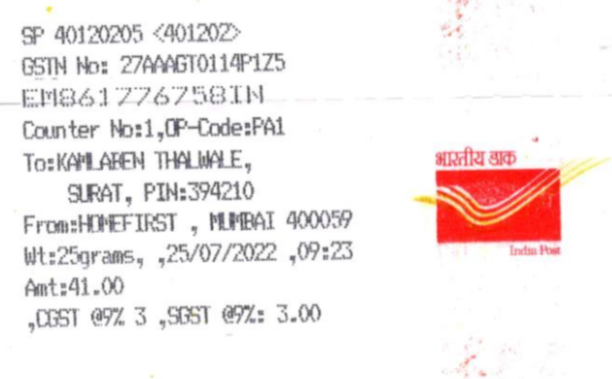 SP 40120205 <401202>
GSTN No: 27AAAGT0114P1Z5
EM861776758IN
Counter No:1,OP-Code:PA1
To:KAMLABEN THALWALE,
SURAT, PIN:394210
From:HOMEFIRST , MUMBAI 400059
Wt:25grams, ,25/07/2022 ,09:23
Amt:41.00
,CGST @9% 3 ,SGST @9%: 3.00
भारतीय डाक
India Post